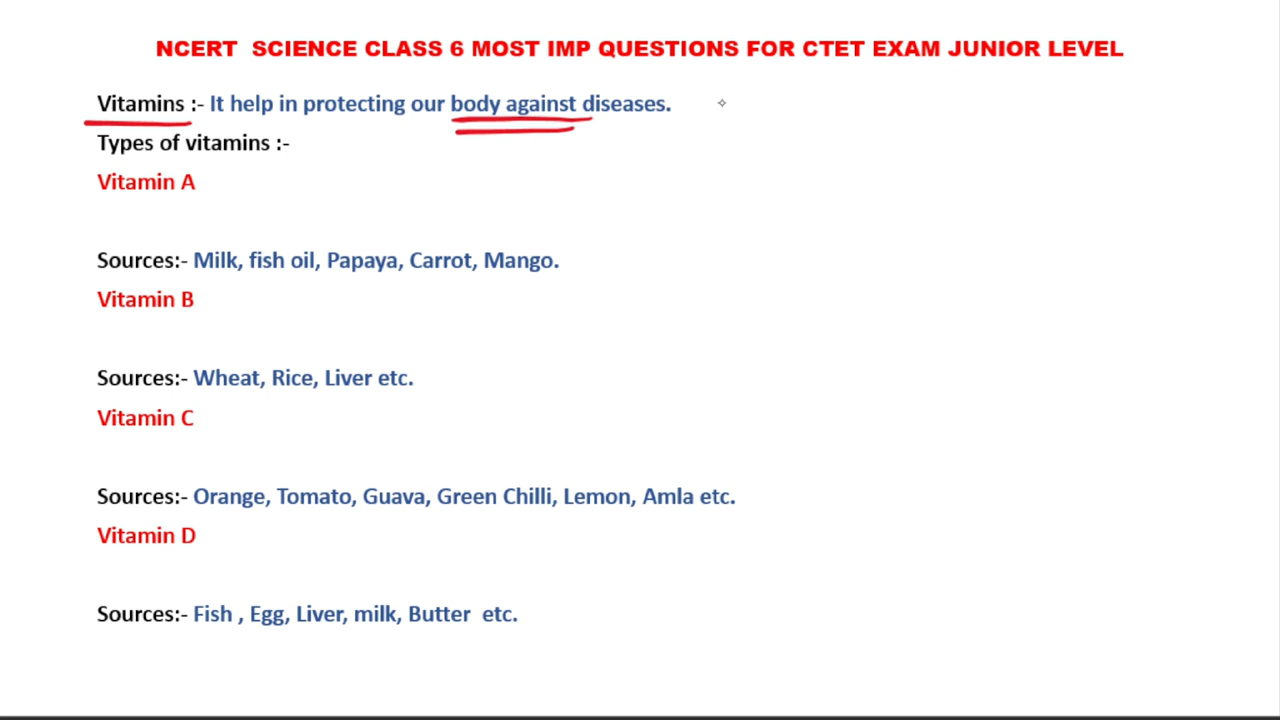 NCERT SCIENCE CLASS 6 MOST IMP QUESTIONS FOR CTET EXAM JUNIOR LEVEL
Vitamins :- It help in protecting our body against diseases.
Types of vitamins :-
Vitamin A
Sources:- Milk, fish oil, Papaya, Carrot, Mango.
Vitamin B
Sources:- Wheat, Rice, Liver etc.
Vitamin C
Sources:- Orange, Tomato, Guava, Green Chilli, Lemon, Amla etc.
Vitamin D
Sources:- Fish , Egg, Liver, milk, Butter etc.